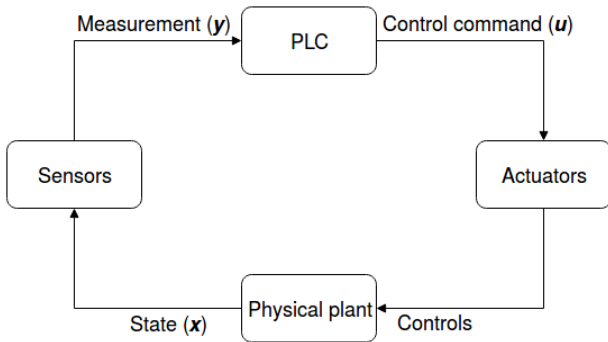 Measurement (y)
PLC
Control command (u)
Sensors
Actuators
State (x)
Physical plant
Controls